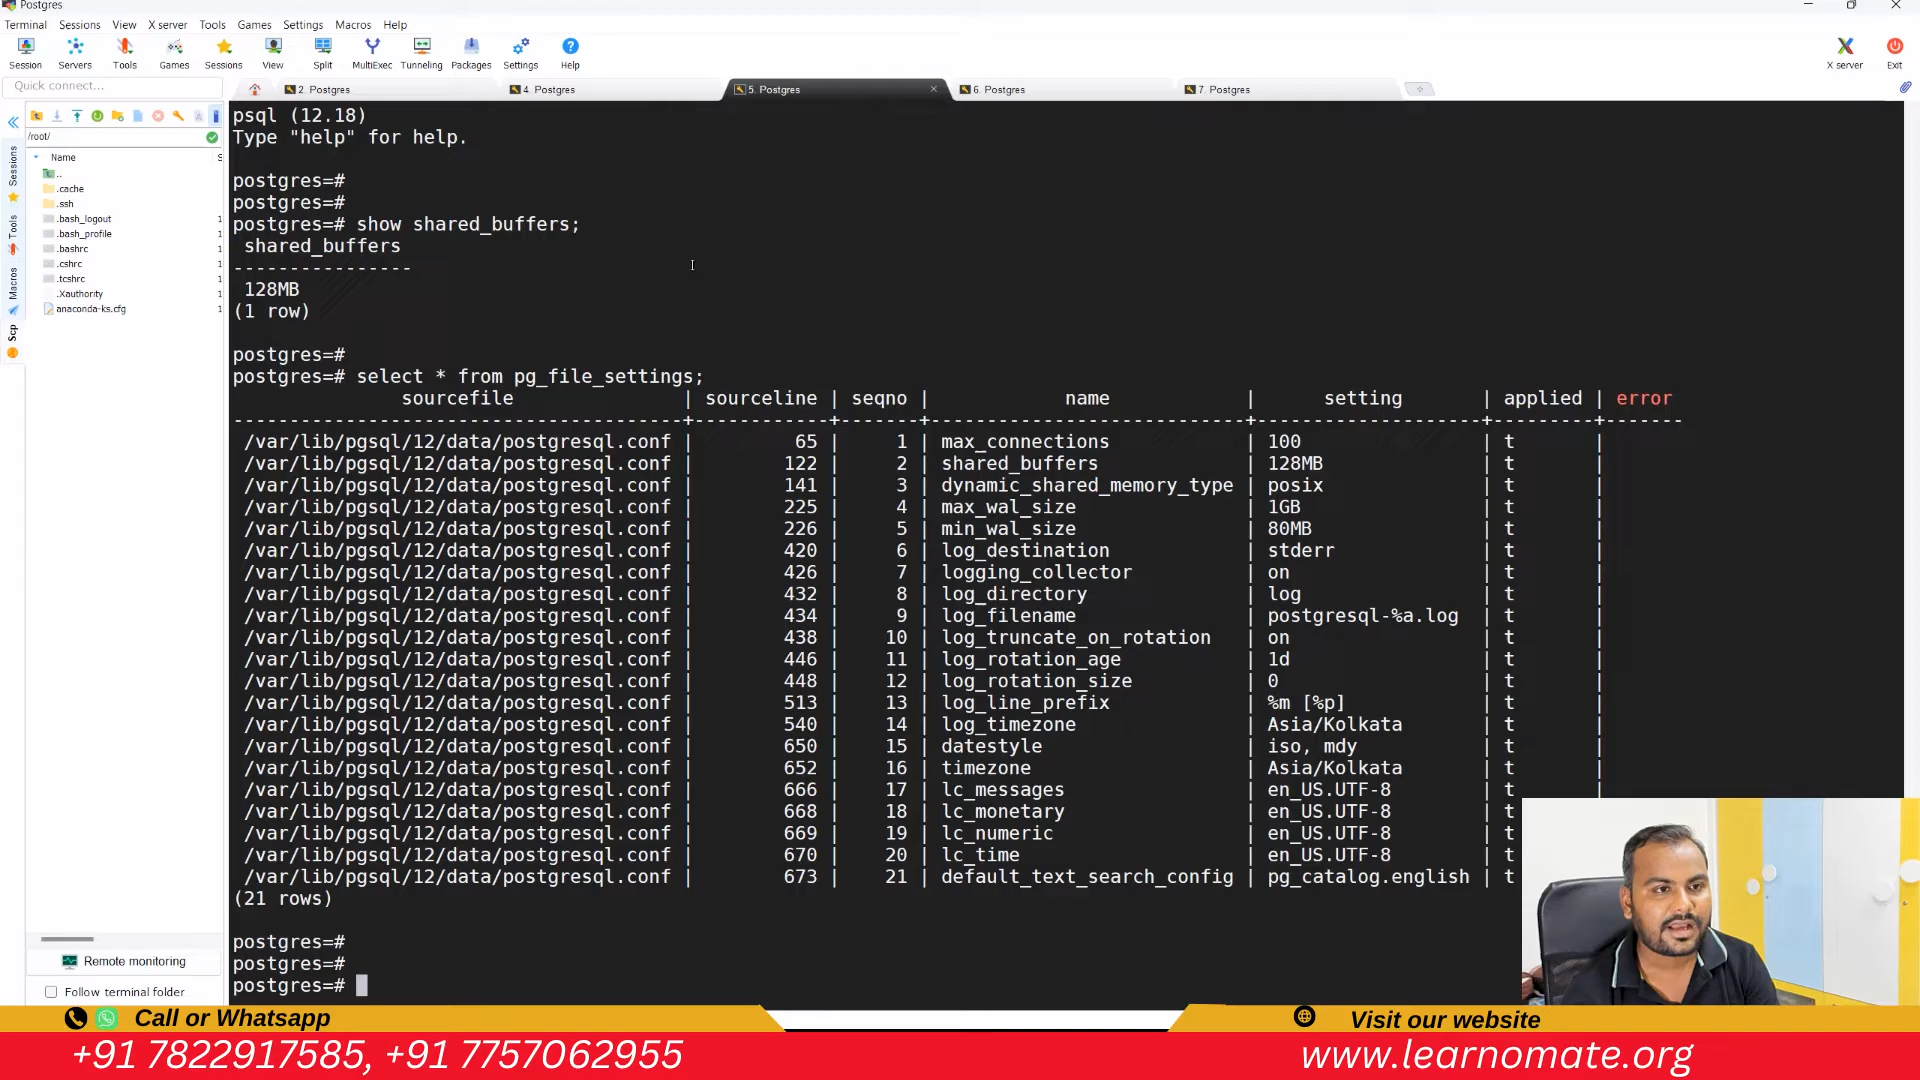 Postgres
Terminal Sessions View X server Tools Games Settings Macros Help
Session Servers Tools Games Sessions View Split MultiExec Tunneling Packages Settings Help X server Exit
Quick connect...
2. Postgres 4. Postgres 5. Postgres 6. Postgres 7. Postgres
/root/
Name S
..
.cache
.ssh
.bash_logout 1
.bash_profile 1
.bashrc 1
.cshrc 1
.tcshrc 1
.Xauthority 1
anaconda-ks.cfg 1
Sessions
Tools
Macros
Scp
Remote monitoring
Follow terminal folder
psql (12.18)
Type "help" for help.
postgres=#
postgres=#
postgres=# show shared_buffers;
shared_buffers
----------------
128MB
(1 row)
postgres=#
postgres=# select * from pg_file_settings;
sourcefile | sourceline | seqno | name | setting | applied | error
----------------------------------------+------------+-------+---------------------------+--------------------+---------+-------
/var/lib/pgsql/12/data/postgresql.conf | 65 | 1 | max_connections | 100 | t |
/var/lib/pgsql/12/data/postgresql.conf | 122 | 2 | shared_buffers | 128MB | t |
/var/lib/pgsql/12/data/postgresql.conf | 141 | 3 | dynamic_shared_memory_type | posix | t |
/var/lib/pgsql/12/data/postgresql.conf | 225 | 4 | max_wal_size | 1GB | t |
/var/lib/pgsql/12/data/postgresql.conf | 226 | 5 | min_wal_size | 80MB | t |
/var/lib/pgsql/12/data/postgresql.conf | 420 | 6 | log_destination | stderr | t |
/var/lib/pgsql/12/data/postgresql.conf | 426 | 7 | logging_collector | on | t |
/var/lib/pgsql/12/data/postgresql.conf | 432 | 8 | log_directory | log | t |
/var/lib/pgsql/12/data/postgresql.conf | 434 | 9 | log_filename | postgresql-%a.log | t |
/var/lib/pgsql/12/data/postgresql.conf | 438 | 10 | log_truncate_on_rotation | on | t |
/var/lib/pgsql/12/data/postgresql.conf | 446 | 11 | log_rotation_age | 1d | t |
/var/lib/pgsql/12/data/postgresql.conf | 448 | 12 | log_rotation_size | 0 | t |
/var/lib/pgsql/12/data/postgresql.conf | 513 | 13 | log_line_prefix | %m [%p] | t |
/var/lib/pgsql/12/data/postgresql.conf | 540 | 14 | log_timezone | Asia/Kolkata | t |
/var/lib/pgsql/12/data/postgresql.conf | 650 | 15 | datestyle | iso, mdy | t |
/var/lib/pgsql/12/data/postgresql.conf | 652 | 16 | timezone | Asia/Kolkata | t |
/var/lib/pgsql/12/data/postgresql.conf | 666 | 17 | lc_messages | en_US.UTF-8 | t |
/var/lib/pgsql/12/data/postgresql.conf | 668 | 18 | lc_monetary | en_US.UTF-8 | t
/var/lib/pgsql/12/data/postgresql.conf | 669 | 19 | lc_numeric | en_US.UTF-8 | t
/var/lib/pgsql/12/data/postgresql.conf | 670 | 20 | lc_time | en_US.UTF-8 | t
/var/lib/pgsql/12/data/postgresql.conf | 673 | 21 | default_text_search_config | pg_catalog.english | t
(21 rows)
postgres=#
postgres=#
postgres=#
Call or Whatsapp
+91 7822917585, +91 7757062955
Visit our website
www.learnomate.org